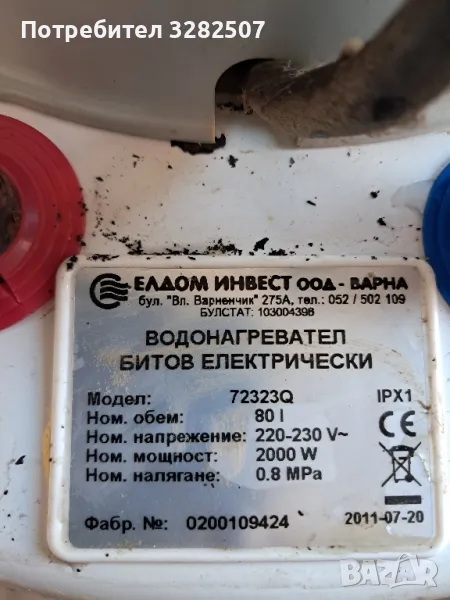 Потребител 3282507
ЕЛДОМ ИНВЕСТ ООД - ВАРНА
бул. "Вл. Варненчик" 275А, тел.: 052 / 502 109
БУЛСТАТ: 103004398
ВОДОНАГРЕВАТЕЛ
БИТОВ ЕЛЕКТРИЧЕСКИ
Модел: 72323Q IPX1
Ном. обем: 80 l
Ном. напрежение: 220-230 V~
Ном. мощност: 2000 W
Ном. налягане: 0.8 MPa
Фабр. №: 0200109424 2011-07-20
BAZAR